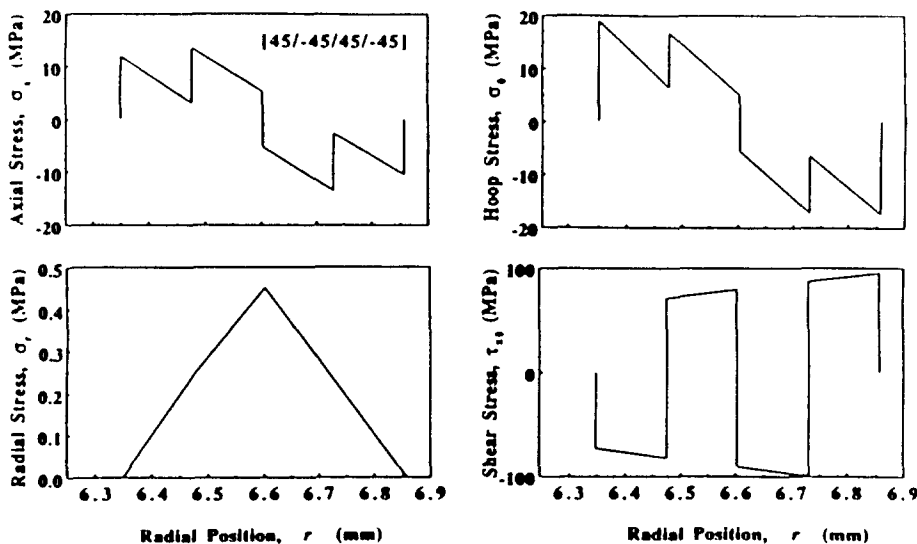 Axial Stress, σx (MPa)
20
10
0
-10
-20
[45/-45/45/-45]
Hoop Stress, σθ (MPa)
20
10
0
-10
-20
Radial Stress, σr (MPa)
0.5
0.4
0.3
0.2
0.1
0.0
6.3 6.4 6.5 6.6 6.7 6.8 6.9
Radial Position, r (mm)
Shear Stress, τxθ (MPa)
100
0
-100
6.3 6.4 6.5 6.6 6.7 6.8 6.9
Radial Position, r (mm)